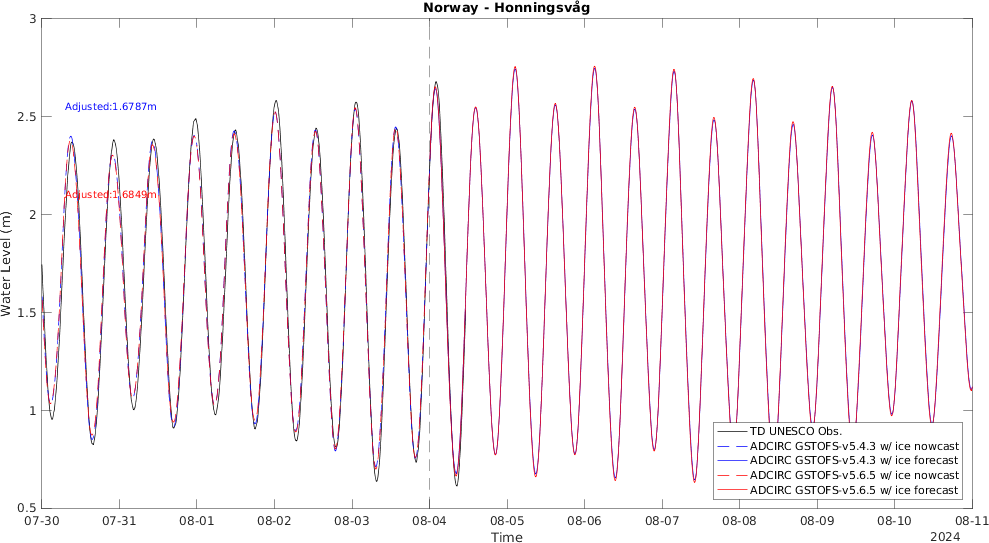 Norway - Honningsvåg
3
2.5
2
1.5
1
0.5
Water Level (m)
Adjusted:1.6787m
Adjusted:1.6849m
TD UNESCO Obs.
ADCIRC GSTOFS-v5.4.3 w/ ice nowcast
ADCIRC GSTOFS-v5.4.3 w/ ice forecast
ADCIRC GSTOFS-v5.6.5 w/ ice nowcast
ADCIRC GSTOFS-v5.6.5 w/ ice forecast
07-30 07-31 08-01 08-02 08-03 08-04 08-05 08-06 08-07 08-08 08-09 08-10 08-11
Time
2024